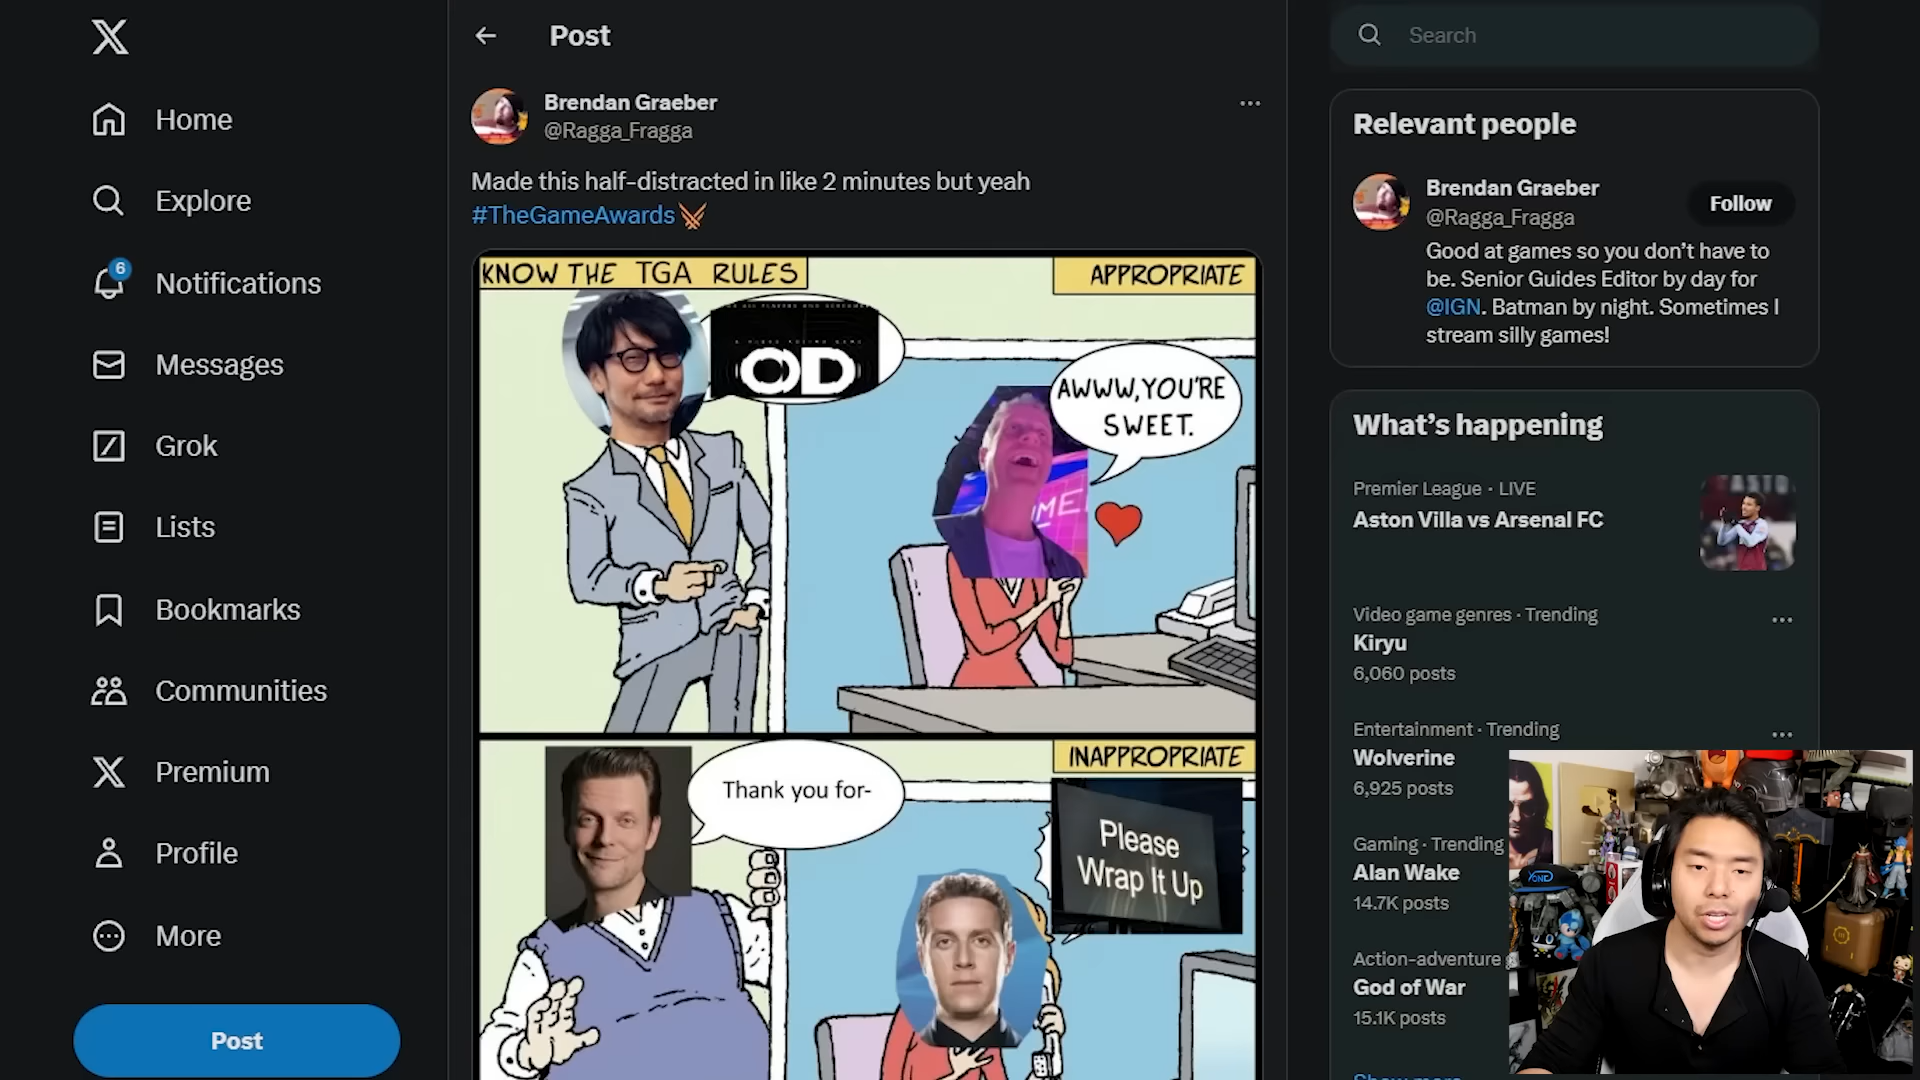 Home
Explore
6
Notifications
Messages
Grok
Lists
Bookmarks
Communities
Premium
Profile
More
Post
Post
Brendan Graeber
@Ragga_Fragga
Made this half-distracted in like 2 minutes but yeah
#TheGameAwards
KNOW THE TGA RULES
APPROPRIATE
OD
AWWW, YOU'RE
SWEET.
INAPPROPRIATE
Thank you for-
Please
Wrap It Up
Search
Relevant people
Brendan Graeber
@Ragga_Fragga
Follow
Good at games so you don't have to
be. Senior Guides Editor by day for
@IGN. Batman by night. Sometimes I
stream silly games!
What's happening
Premier League · LIVE
Aston Villa vs Arsenal FC
Video game genres · Trending
Kiryu
6,060 posts
Entertainment · Trending
Wolverine
6,925 posts
Gaming · Trending
Alan Wake
14.7K posts
Action-adventure
God of War
15.1K posts